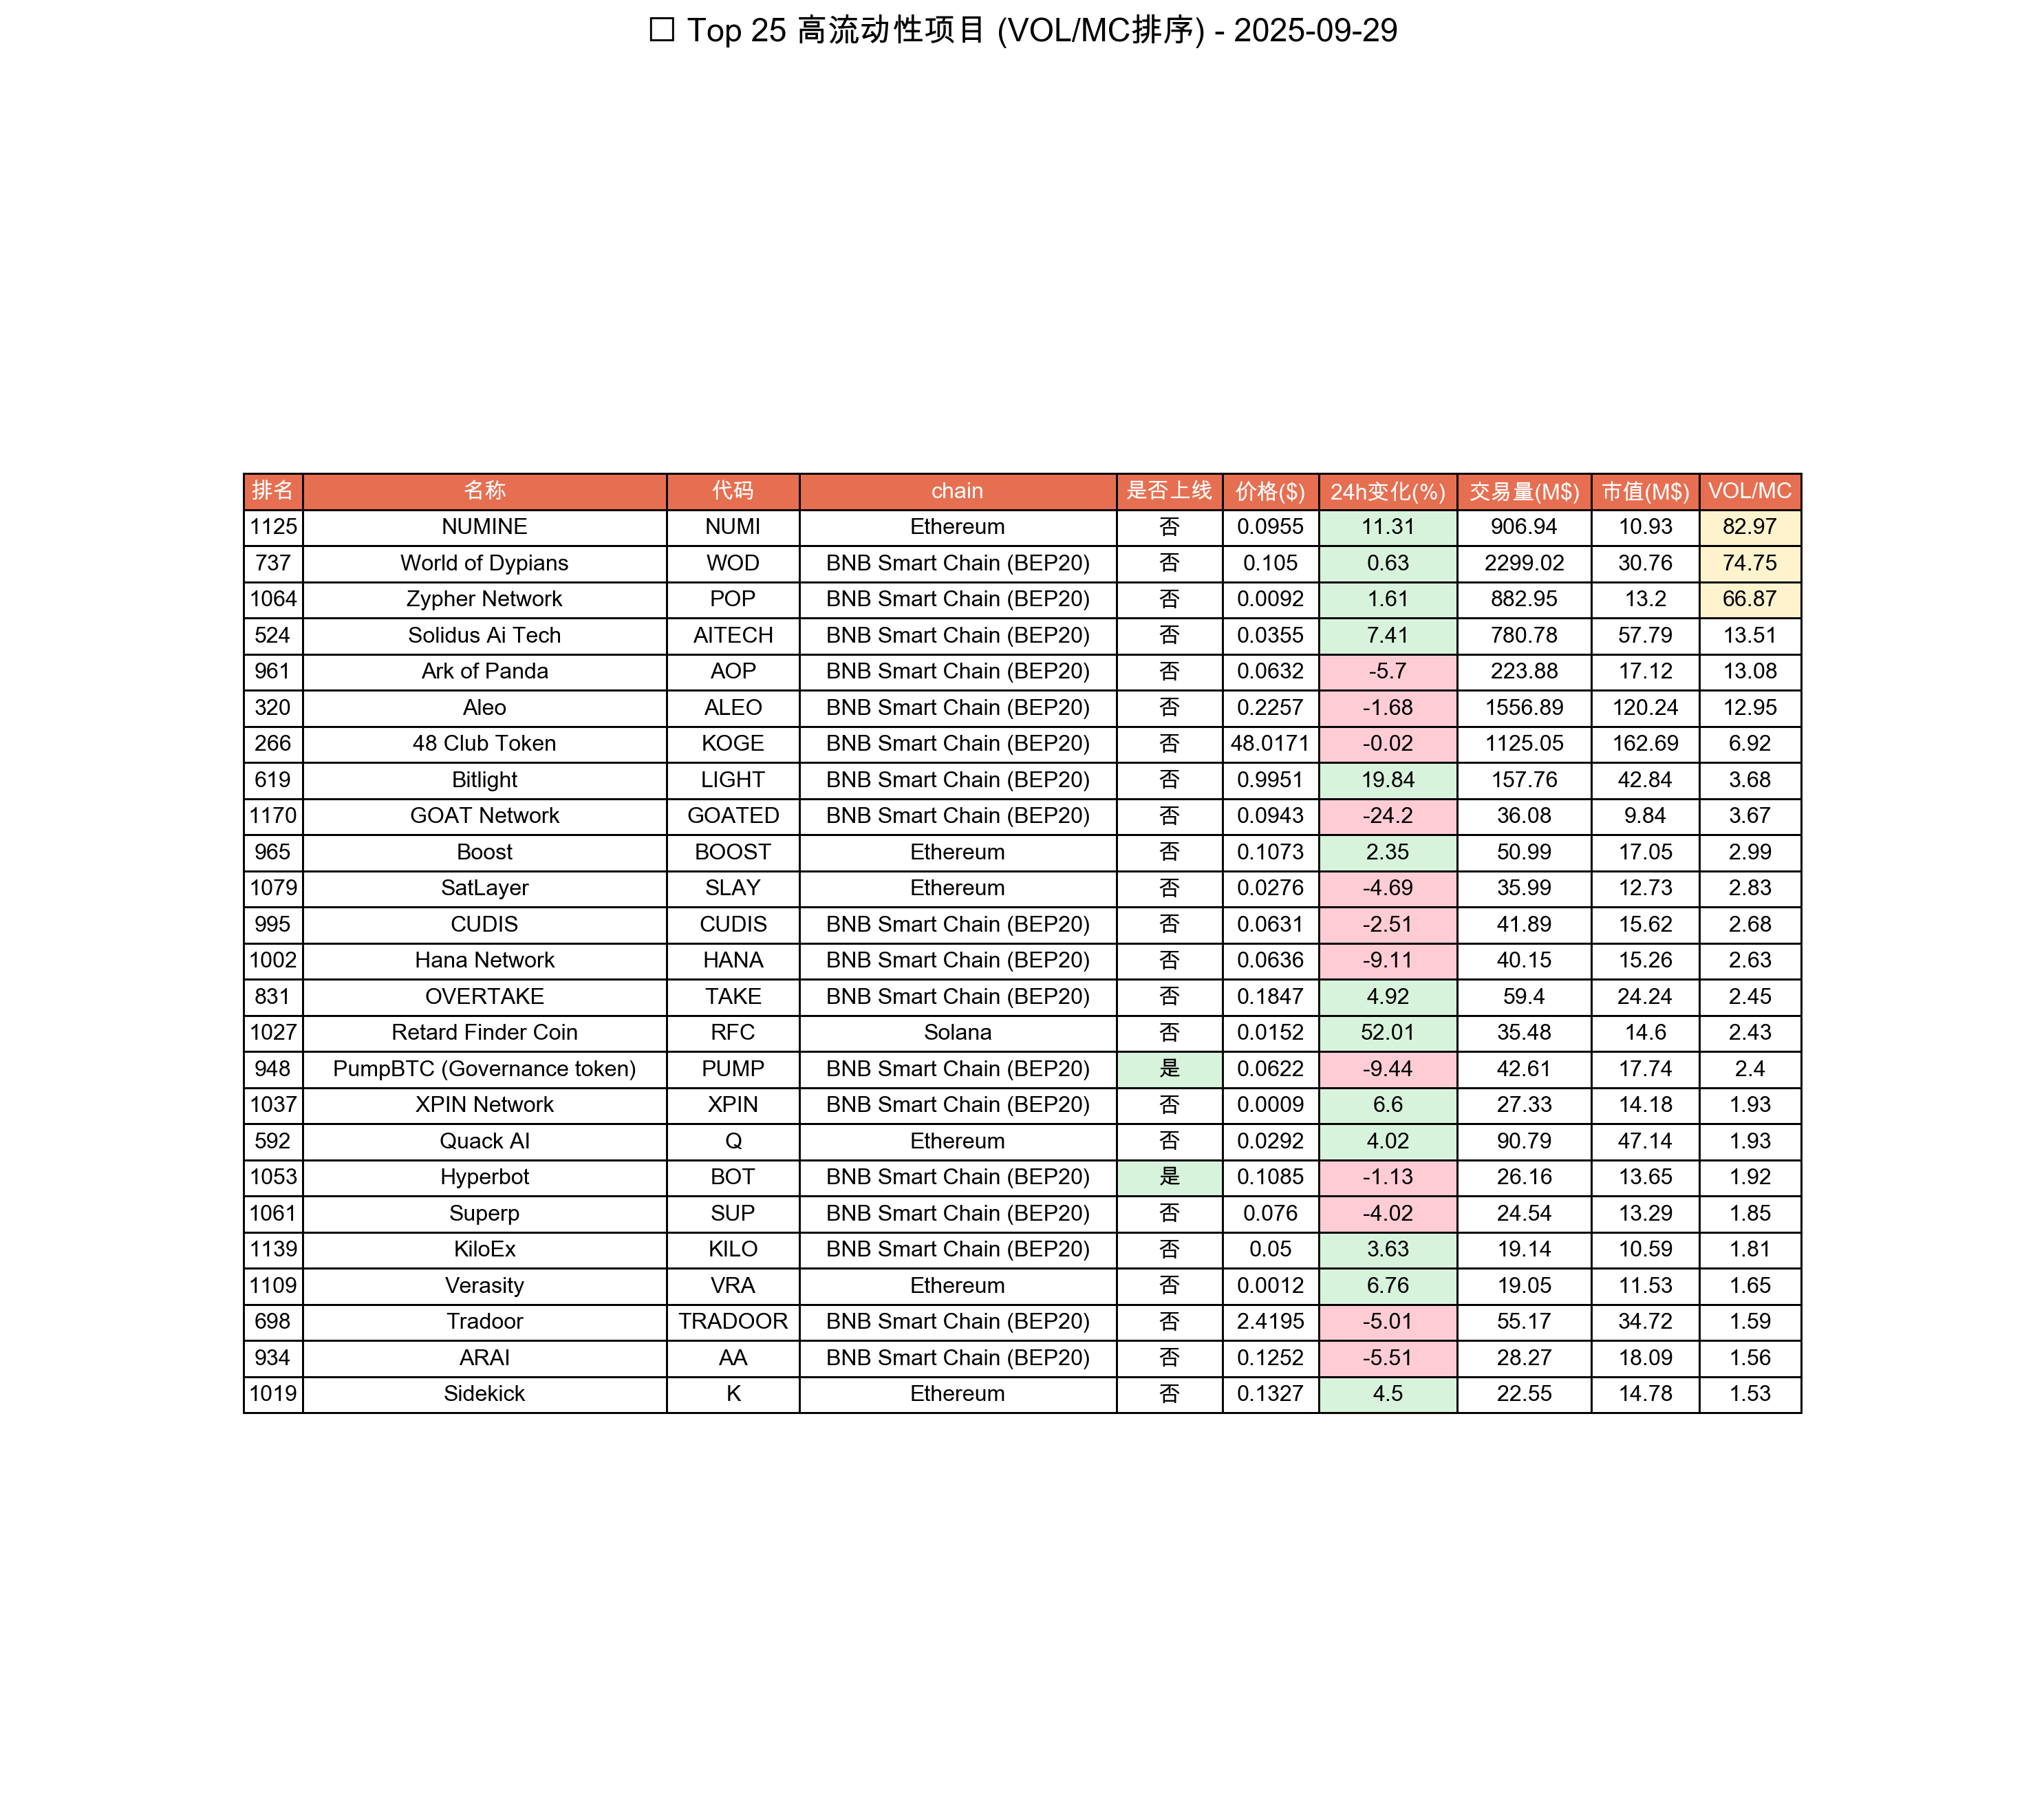 □ Top 25 高流动性项目 (VOL/MC排序) - 2025-09-29
排名 名称 代码 chain 是否上线 价格($) 24h变化(%) 交易量(M$) 市值(M$) VOL/MC
1125 NUMINE NUMI Ethereum 否 0.0955 11.31 906.94 10.93 82.97
737 World of Dypians WOD BNB Smart Chain (BEP20) 否 0.105 0.63 2299.02 30.76 74.75
1064 Zypher Network POP BNB Smart Chain (BEP20) 否 0.0092 1.61 882.95 13.2 66.87
524 Solidus Ai Tech AITECH BNB Smart Chain (BEP20) 否 0.0355 7.41 780.78 57.79 13.51
961 Ark of Panda AOP BNB Smart Chain (BEP20) 否 0.0632 -5.7 223.88 17.12 13.08
320 Aleo ALEO BNB Smart Chain (BEP20) 否 0.2257 -1.68 1556.89 120.24 12.95
266 48 Club Token KOGE BNB Smart Chain (BEP20) 否 48.0171 -0.02 1125.05 162.69 6.92
619 Bitlight LIGHT BNB Smart Chain (BEP20) 否 0.9951 19.84 157.76 42.84 3.68
1170 GOAT Network GOATED BNB Smart Chain (BEP20) 否 0.0943 -24.2 36.08 9.84 3.67
965 Boost BOOST Ethereum 否 0.1073 2.35 50.99 17.05 2.99
1079 SatLayer SLAY Ethereum 否 0.0276 -4.69 35.99 12.73 2.83
995 CUDIS CUDIS BNB Smart Chain (BEP20) 否 0.0631 -2.51 41.89 15.62 2.68
1002 Hana Network HANA BNB Smart Chain (BEP20) 否 0.0636 -9.11 40.15 15.26 2.63
831 OVERTAKE TAKE BNB Smart Chain (BEP20) 否 0.1847 4.92 59.4 24.24 2.45
1027 Retard Finder Coin RFC Solana 否 0.0152 52.01 35.48 14.6 2.43
948 PumpBTC (Governance token) PUMP BNB Smart Chain (BEP20) 是 0.0622 -9.44 42.61 17.74 2.4
1037 XPIN Network XPIN BNB Smart Chain (BEP20) 否 0.0009 6.6 27.33 14.18 1.93
592 Quack AI Q Ethereum 否 0.0292 4.02 90.79 47.14 1.93
1053 Hyperbot BOT BNB Smart Chain (BEP20) 是 0.1085 -1.13 26.16 13.65 1.92
1061 Superp SUP BNB Smart Chain (BEP20) 否 0.076 -4.02 24.54 13.29 1.85
1139 KiloEx KILO BNB Smart Chain (BEP20) 否 0.05 3.63 19.14 10.59 1.81
1109 Verasity VRA Ethereum 否 0.0012 6.76 19.05 11.53 1.65
698 Tradoor TRADOOR BNB Smart Chain (BEP20) 否 2.4195 -5.01 55.17 34.72 1.59
934 ARAI AA BNB Smart Chain (BEP20) 否 0.1252 -5.51 28.27 18.09 1.56
1019 Sidekick K Ethereum 否 0.1327 4.5 22.55 14.78 1.53